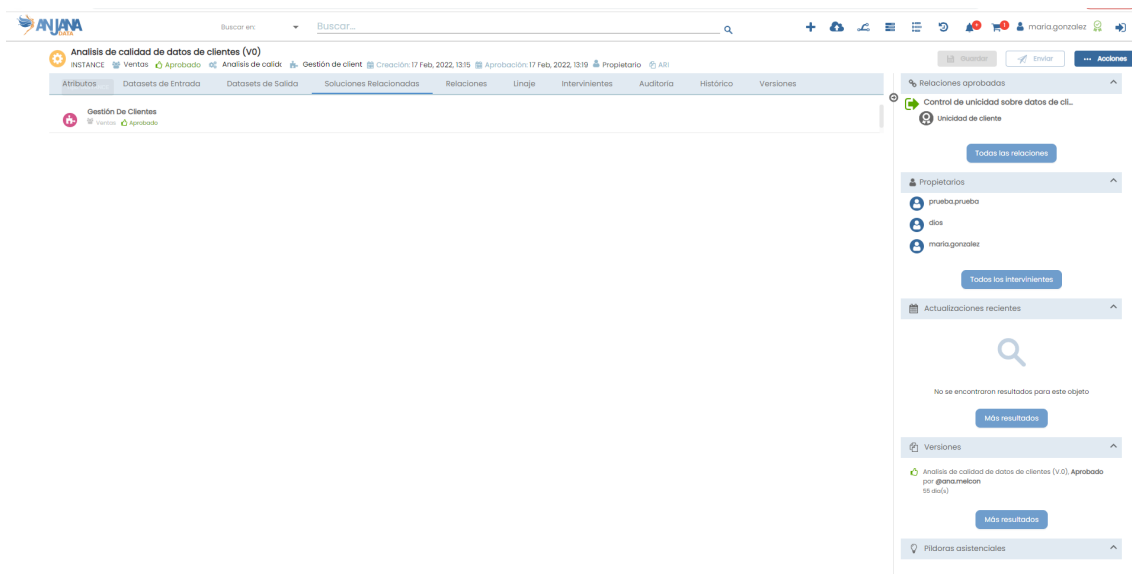 ANJANA
DATA
Buscar en:
Buscar...
maria.gonzalez
Analisis de calidad de datos de clientes (V0)
INSTANCE Ventas Aprobado Analisis de calidc Gestión de client Creación: 17 Feb, 2022, 13:15 Aprobación: 17 Feb, 2022, 13:19 Propietario ARI
Guardar Enviar Acciones
Atributos Datasets de Entrada Datasets de Salida Soluciones Relacionadas Relaciones Linaje Intervinientes Auditoria Histórico Versiones
Gestión De Clientes
Ventas Aprobado
Relaciones aprobadas
Control de unicidad sobre datos de cli...
Unicidad de cliente
Todas las relaciones
Propietarios
prueba.prueba
dios
maria.gonzalez
Todos los intervinientes
Actualizaciones recientes
No se encontraron resultados para este objeto
Más resultados
Versiones
Analisis de calidad de datos de clientes (V.0), Aprobado
por @ana.melcon
55 dia(s)
Más resultados
Píldoras asistenciales